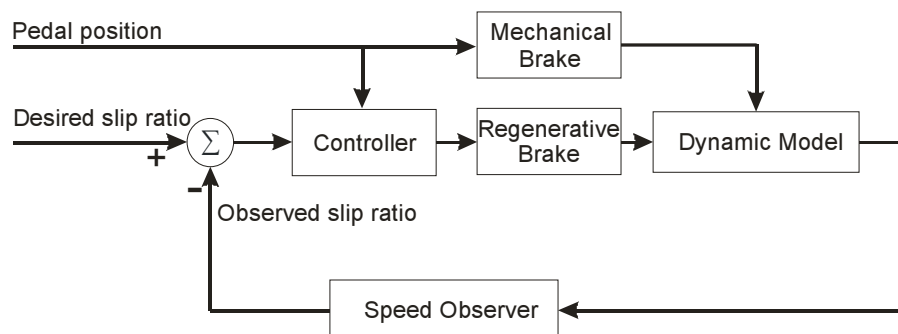 Pedal position
Mechanical
Brake
Desired slip ratio
+
Σ
Controller
Regenerative
Brake
Dynamic Model
-
Observed slip ratio
Speed Observer